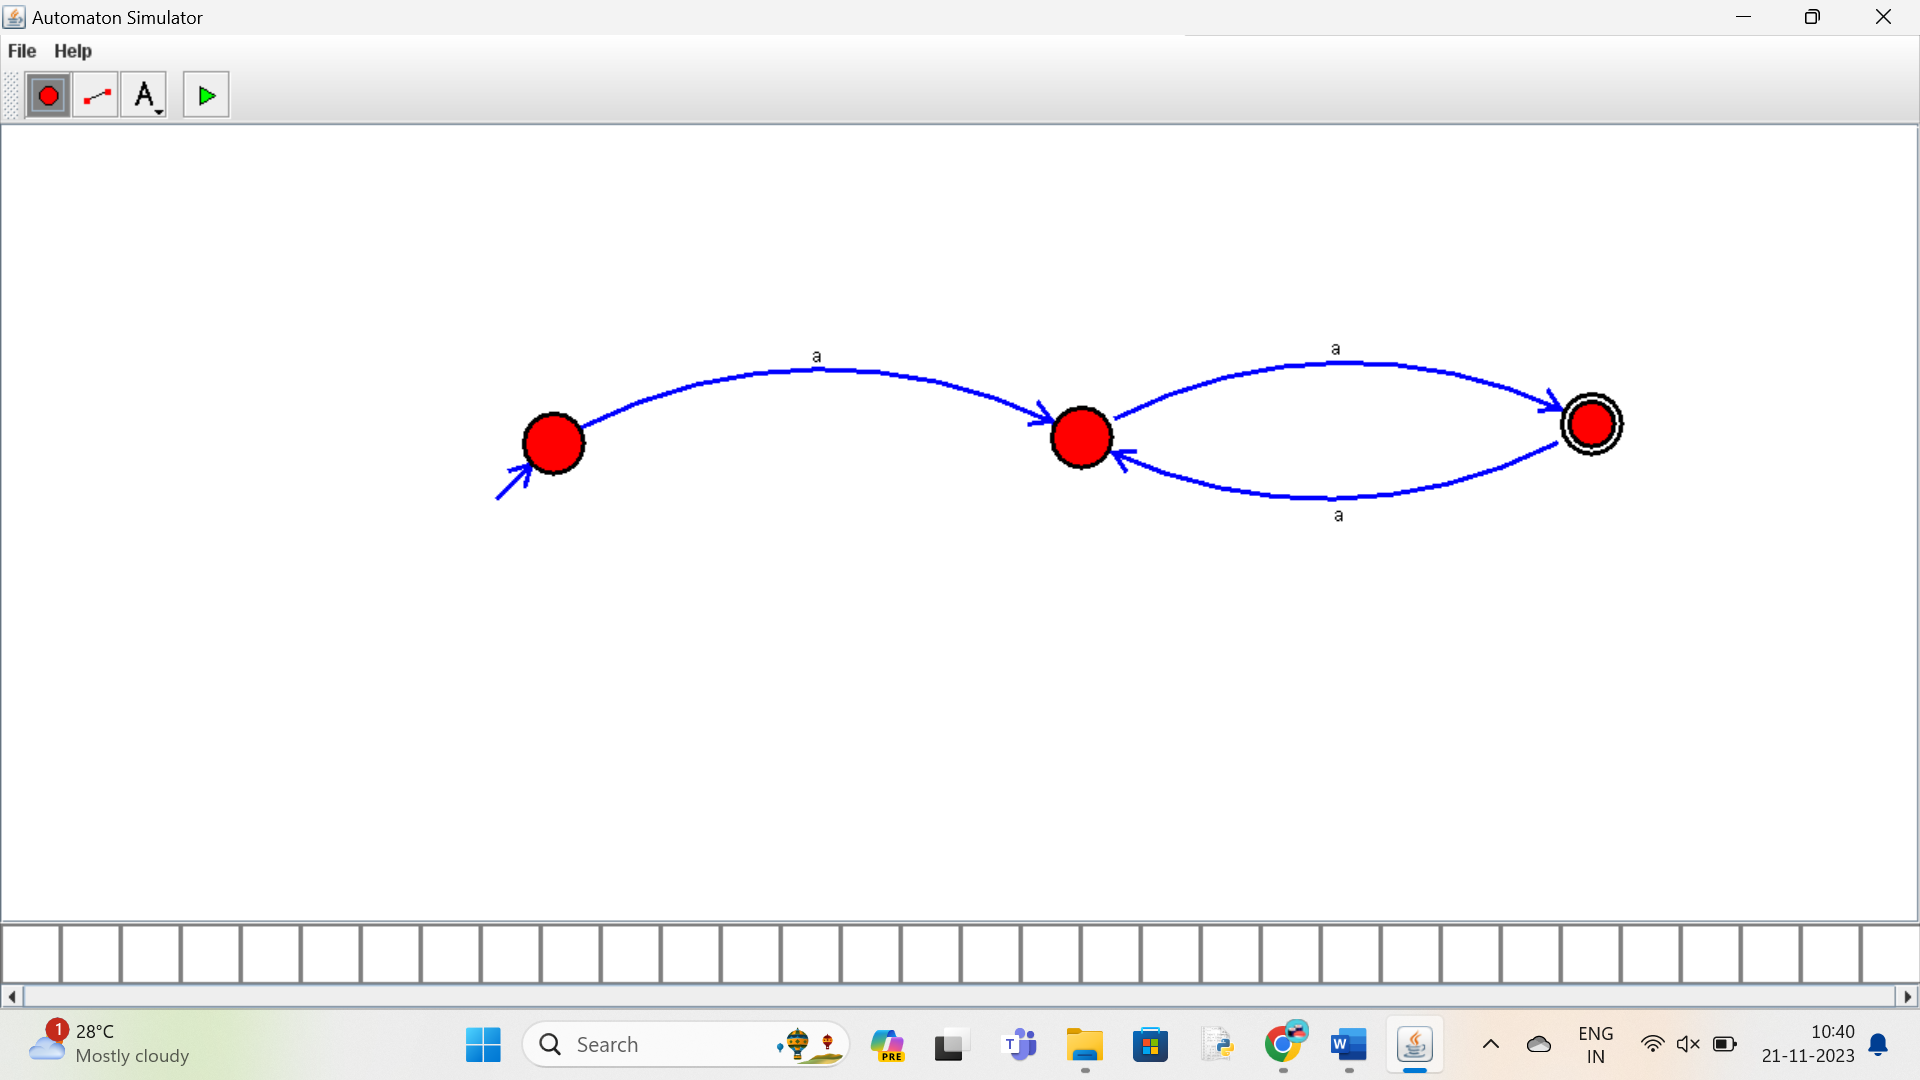 Automaton Simulator
File Help
A
a
a
a
1
28°C
Mostly cloudy
Search
PRE
T
W
ENG
IN
10:40
21-11-2023